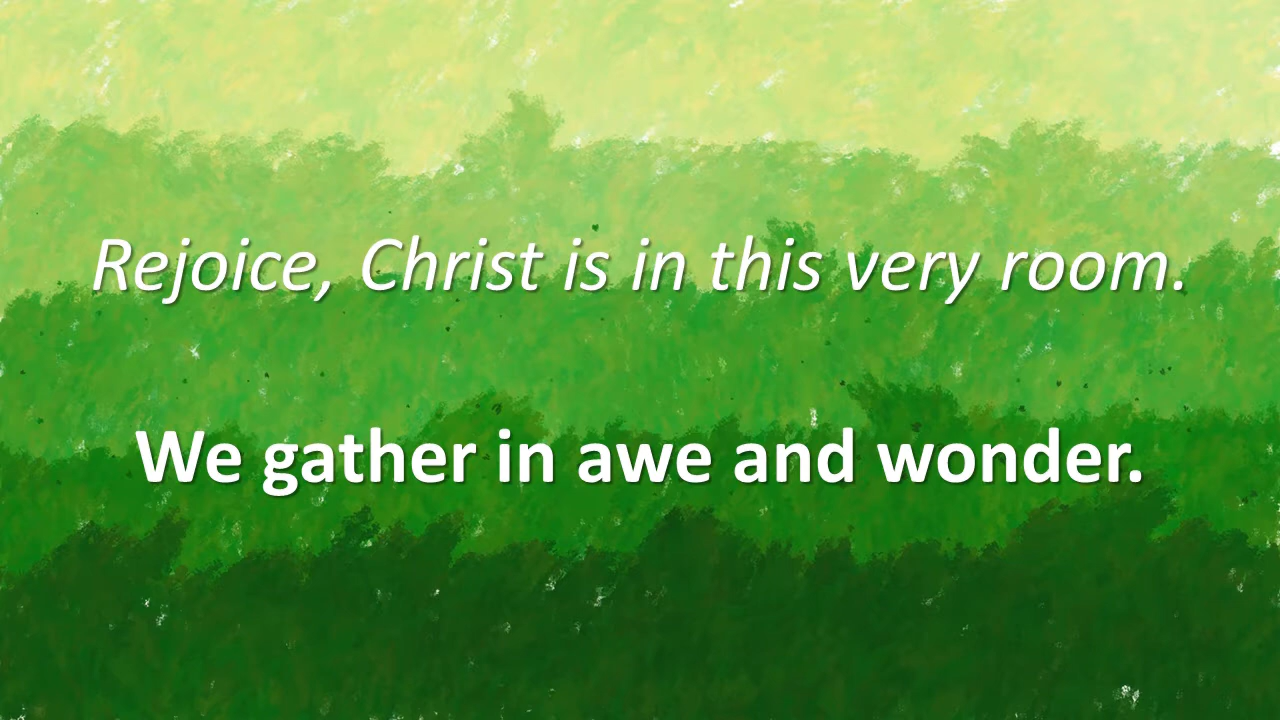 Rejoice, Christ is in this very room.
We gather in awe and wonder.